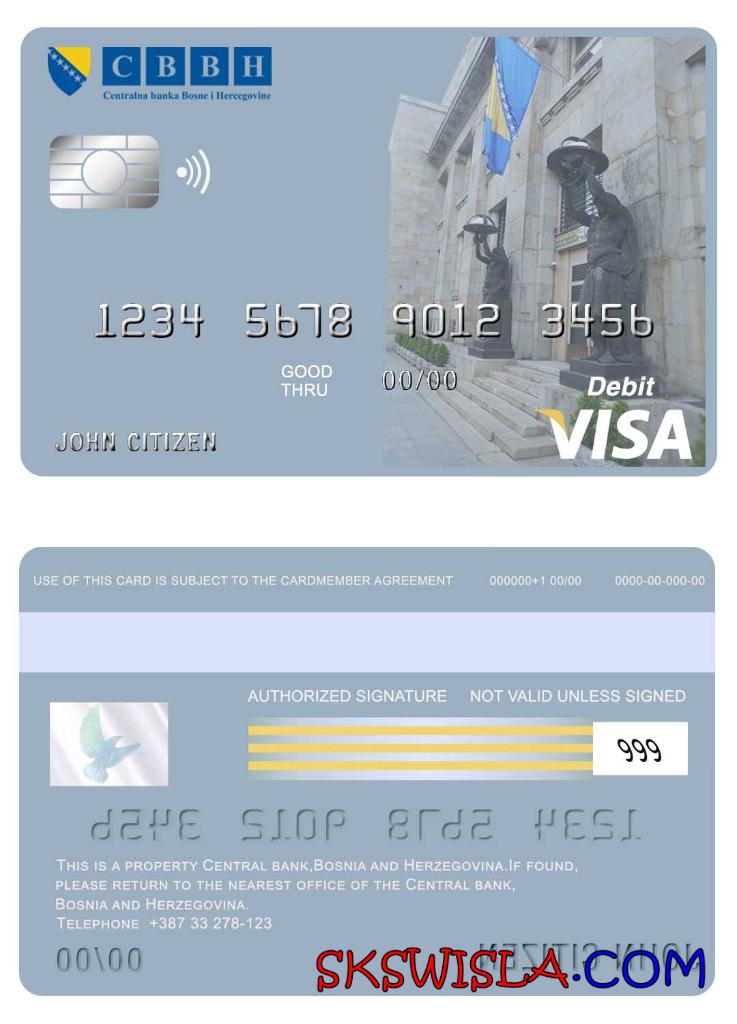 CBBH
Centralna banka Bosne i Hercegovine
1234 5678 9012 3456
GOOD
THRU
00/00
Debit
VISA
JOHN CITIZEN
USE OF THIS CARD IS SUBJECT TO THE CARDMEMBER AGREEMENT 000000+1 00/00 0000-00-000-00
AUTHORIZED SIGNATURE NOT VALID UNLESS SIGNED
999
1234 5678 9012 3456
THIS IS A PROPERTY CENTRAL BANK,BOSNIA AND HERZEGOVINA.IF FOUND,
PLEASE RETURN TO THE NEAREST OFFICE OF THE CENTRAL BANK,
BOSNIA AND HERZEGOVINA.
TELEPHONE +387 33 278-123
00/00
JOHN CITIZEN
SKSWISLA.COM